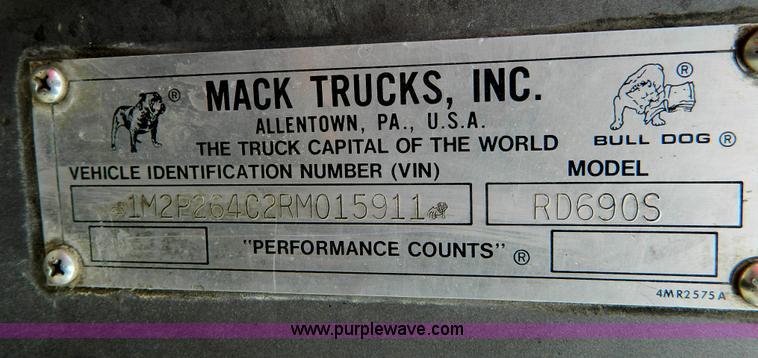 MACK TRUCKS, INC.
ALLENTOWN, PA., U.S.A.
THE TRUCK CAPITAL OF THE WORLD
BULL DOG ®
VEHICLE IDENTIFICATION NUMBER (VIN)
MODEL
1M2P264C2RM015911
RD690S
"PERFORMANCE COUNTS" ®
4MR2575A
www.purplewave.com